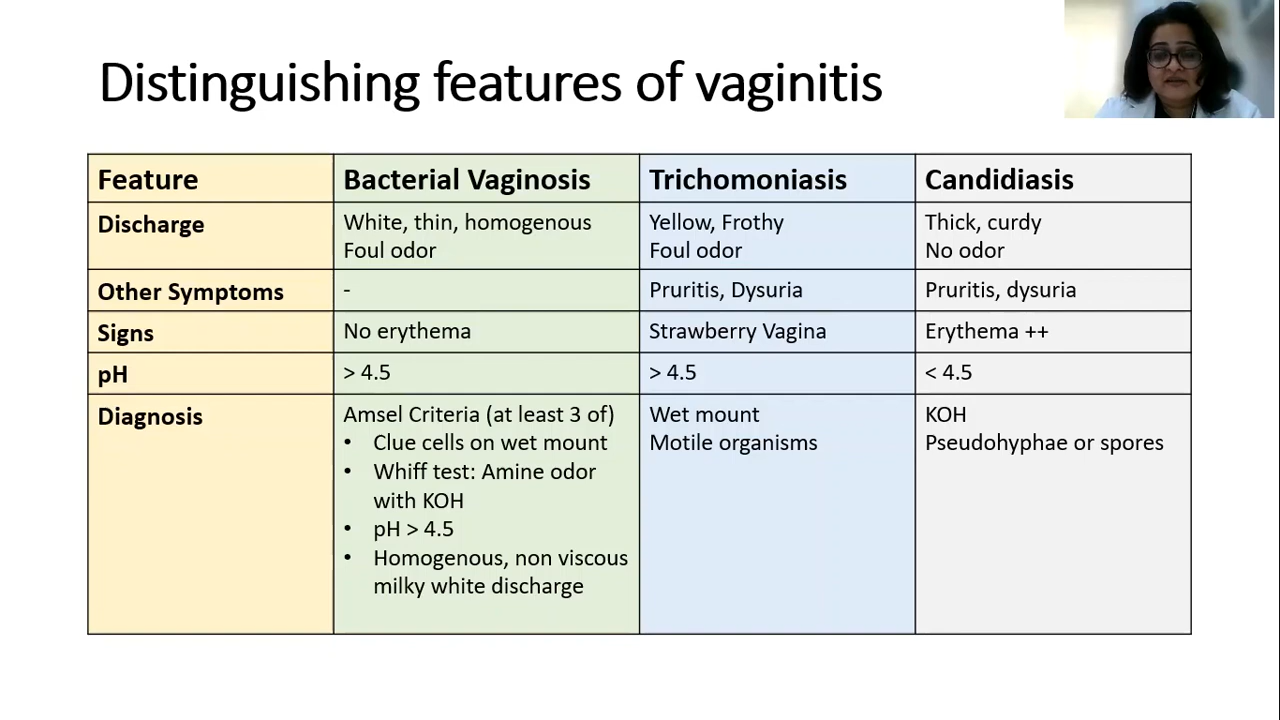 Distinguishing features of vaginitis
Feature
Bacterial Vaginosis
Trichomoniasis
Candidiasis
Discharge
White, thin, homogenous
Foul odor
Yellow, Frothy
Foul odor
Thick, curdy
No odor
Other Symptoms
-
Pruritis, Dysuria
Pruritis, dysuria
Signs
No erythema
Strawberry Vagina
Erythema ++
pH
> 4.5
> 4.5
< 4.5
Diagnosis
Amsel Criteria (at least 3 of)
• Clue cells on wet mount
• Whiff test: Amine odor
with KOH
• pH > 4.5
• Homogenous, non viscous
milky white discharge
Wet mount
Motile organisms
KOH
Pseudohyphae or spores